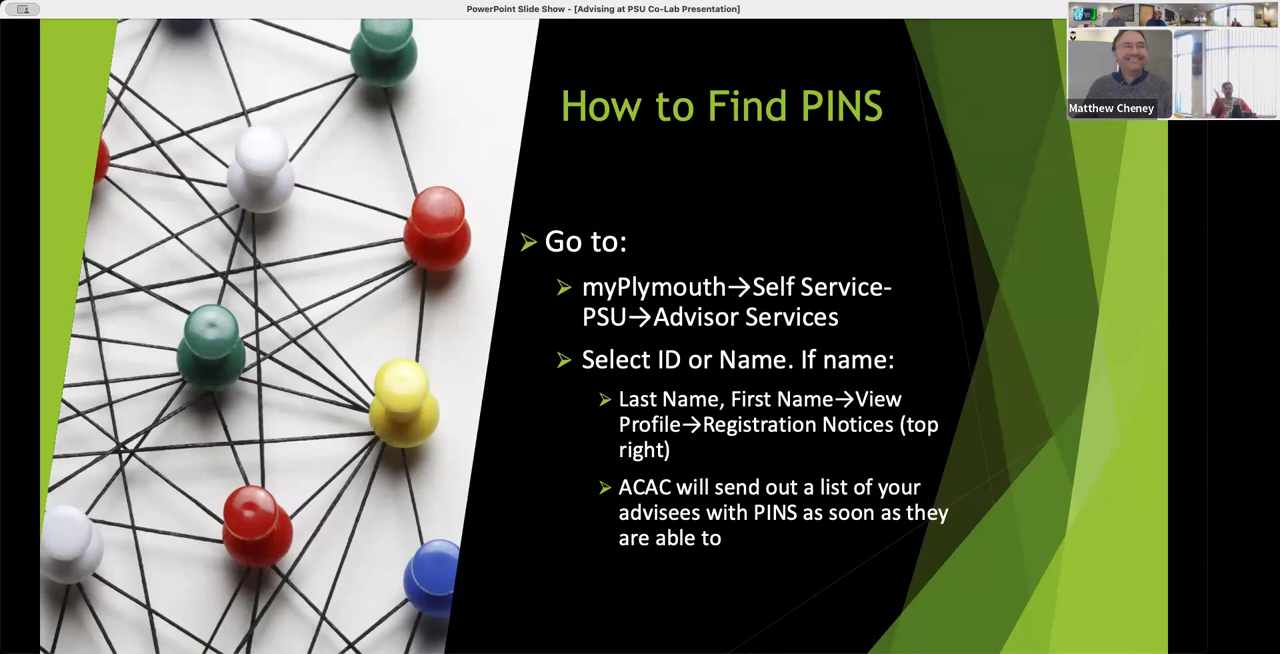 PowerPoint Slide Show - [Advising at PSU Co-Lab Presentation]
Matthew Cheney
How to Find PINS
➢ Go to:
➢ myPlymouth→Self Service-
PSU→Advisor Services
➢ Select ID or Name. If name:
➢ Last Name, First Name→View
Profile→Registration Notices (top
right)
➢ ACAC will send out a list of your
advisees with PINS as soon as they
are able to